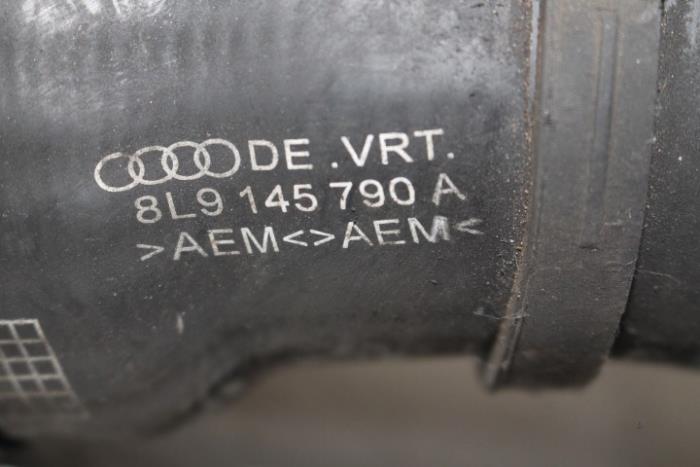 DE .VRT.
8L9 145 790 A
>AEM<>AEM<